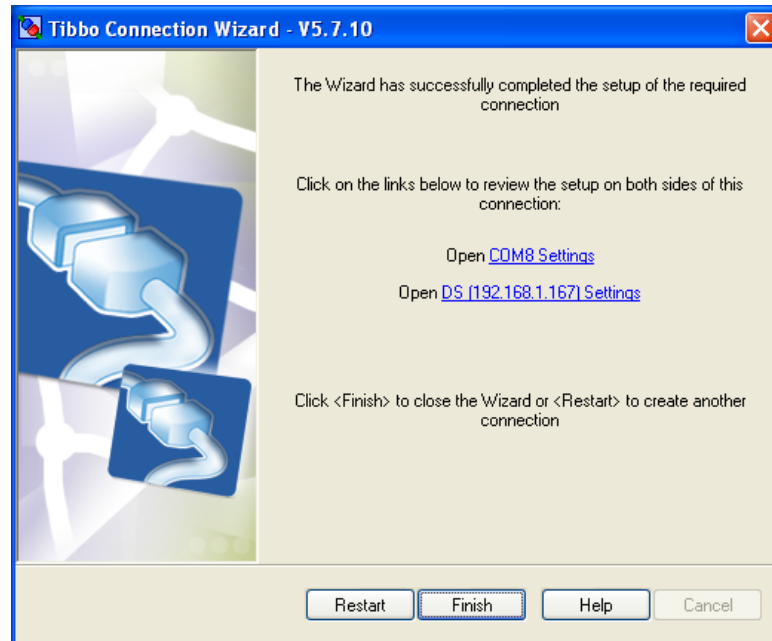 Tibbo Connection Wizard - V5.7.10
The Wizard has successfully completed the setup of the required
connection
Click on the links below to review the setup on both sides of this
connection:
Open COM8 Settings
Open DS (192.168.1.167) Settings
Click <Finish> to close the Wizard or <Restart> to create another
connection
Restart Finish Help Cancel